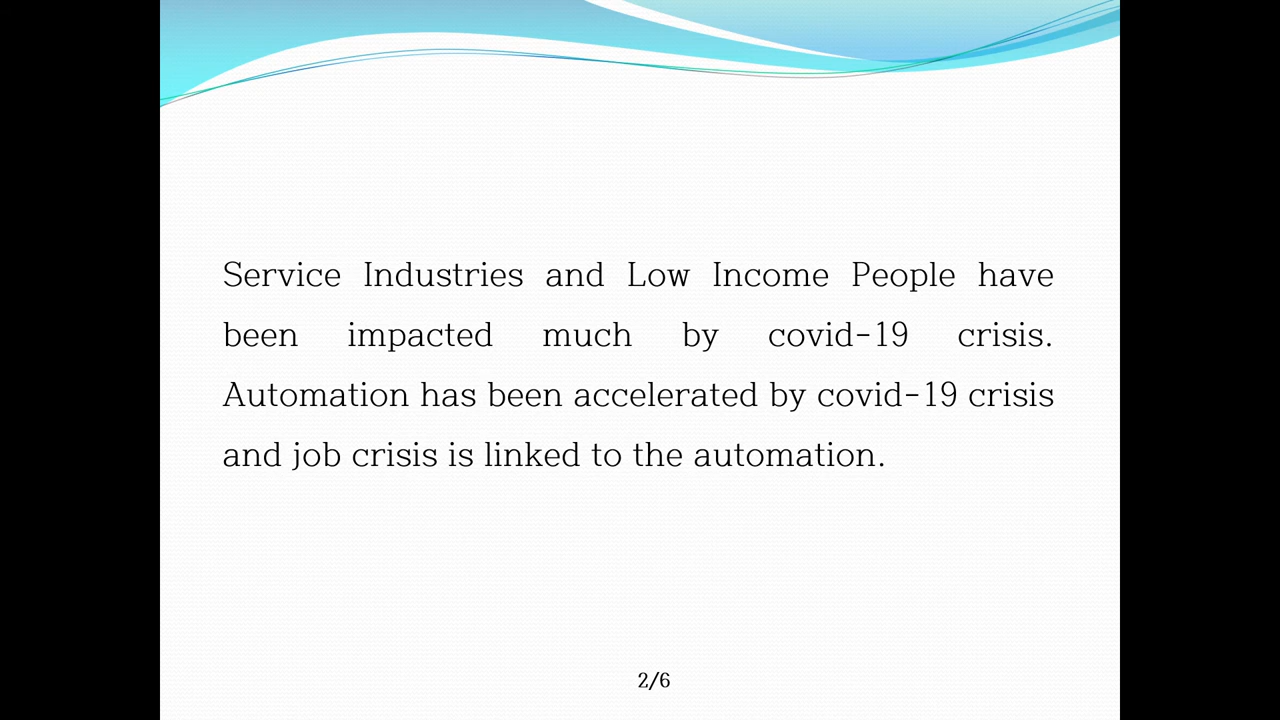 Service Industries and Low Income People have
been impacted much by covid-19 crisis.
Automation has been accelerated by covid-19 crisis
and job crisis is linked to the automation.
2/6